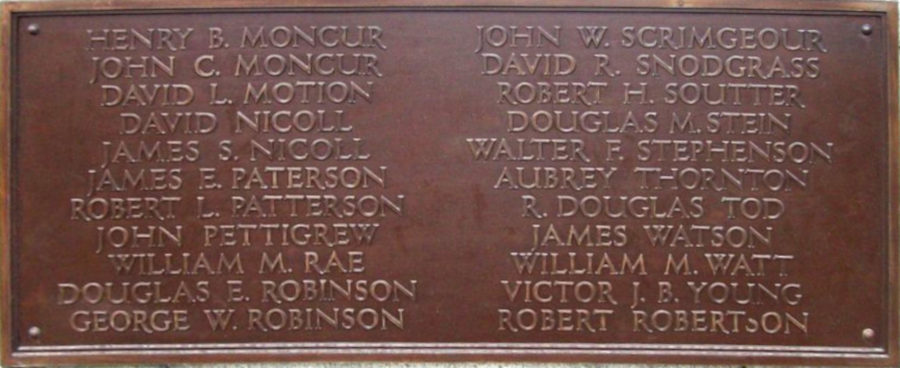 HENRY B. MONCUR
JOHN C. MONCUR
DAVID L. MOTION
DAVID NICOLL
JAMES S. NICOLL
JAMES E. PATERSON
ROBERT L. PATTERSON
JOHN PETTIGREW
WILLIAM M. RAE
DOUGLAS E. ROBINSON
GEORGE W. ROBINSON
JOHN W. SCRIMGEOUR
DAVID R. SNODGRASS
ROBERT H. SOUTTER
DOUGLAS M. STEIN
WALTER F. STEPHENSON
AUBREY THORNTON
R. DOUGLAS TOD
JAMES WATSON
WILLIAM M. WATT
VICTOR J. B. YOUNG
ROBERT ROBERTSON